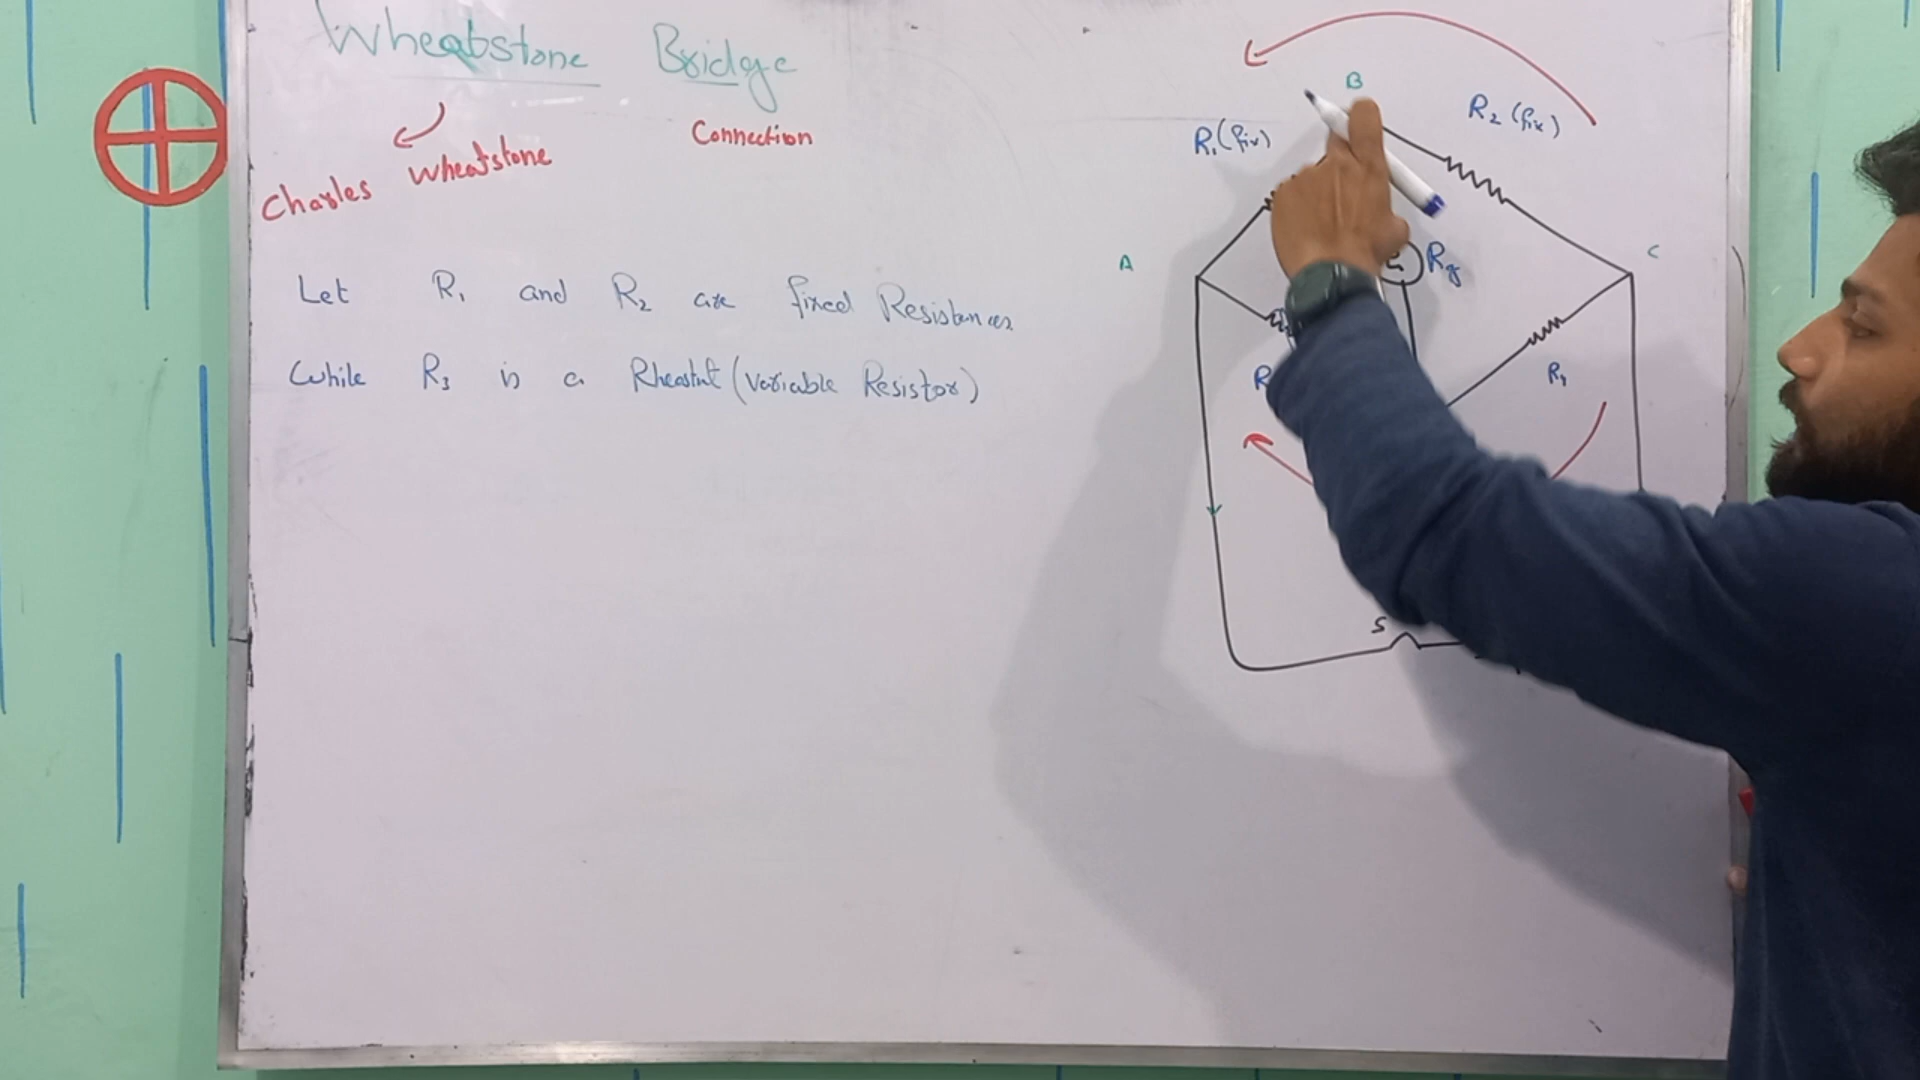 Wheatstone Bridge
Charles Wheatstone
Connection
Let R₁ and R₂ are fixed Resistances
While R₃ is a Rheostat (variable Resistor)
B
R₁ (fix)
R₂ (fix)
A
C
Rg
R
R₄
S